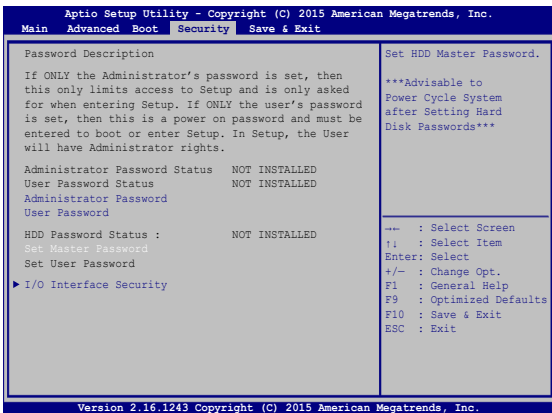 Aptio Setup Utility - Copyright (C) 2015 American Megatrends, Inc.
Main Advanced Boot Security Save & Exit
Password Description
If ONLY the Administrator's password is set, then
this only limits access to Setup and is only asked
for when entering Setup. If ONLY the user's password
is set, then this is a power on password and must be
entered to boot or enter Setup. In Setup, the User
will have Administrator rights.
Administrator Password Status NOT INSTALLED
User Password Status NOT INSTALLED
Administrator Password
User Password
HDD Password Status : NOT INSTALLED
Set Master Password
Set User Password
▶ I/O Interface Security
Set HDD Master Password.
***Advisable to
Power Cycle System
after Setting Hard
Disk Passwords***
→← : Select Screen
↑↓ : Select Item
Enter: Select
+/— : Change Opt.
F1 : General Help
F9 : Optimized Defaults
F10 : Save & Exit
ESC : Exit
Version 2.16.1243 Copyright (C) 2015 American Megatrends, Inc.